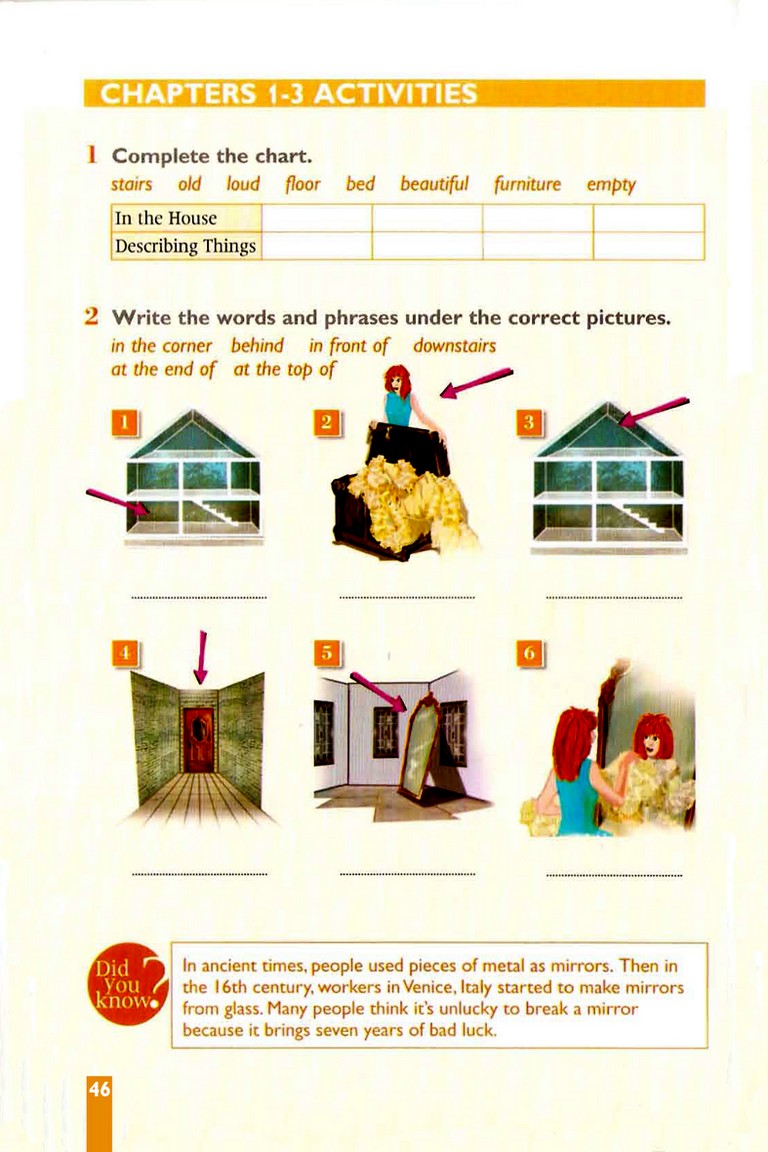 CHAPTERS 1-3 ACTIVITIES
1 Complete the chart.
stairs old loud floor bed beautiful furniture empty
In the House
Describing Things
2 Write the words and phrases under the correct pictures.
in the corner behind in front of downstairs
at the end of at the top of
1 2 3
4 5 6
Did you know?
In ancient times, people used pieces of metal as mirrors. Then in
the 16th century, workers in Venice, Italy started to make mirrors
from glass. Many people think it's unlucky to break a mirror
because it brings seven years of bad luck.
46